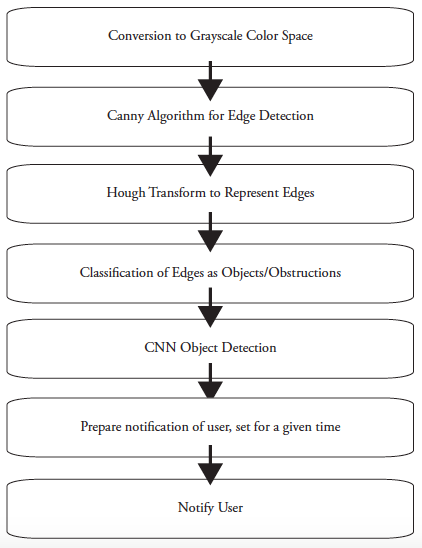 Conversion to Grayscale Color Space
Canny Algorithm for Edge Detection
Hough Transform to Represent Edges
Classification of Edges as Objects/Obstructions
CNN Object Detection
Prepare notification of user, set for a given time
Notify User